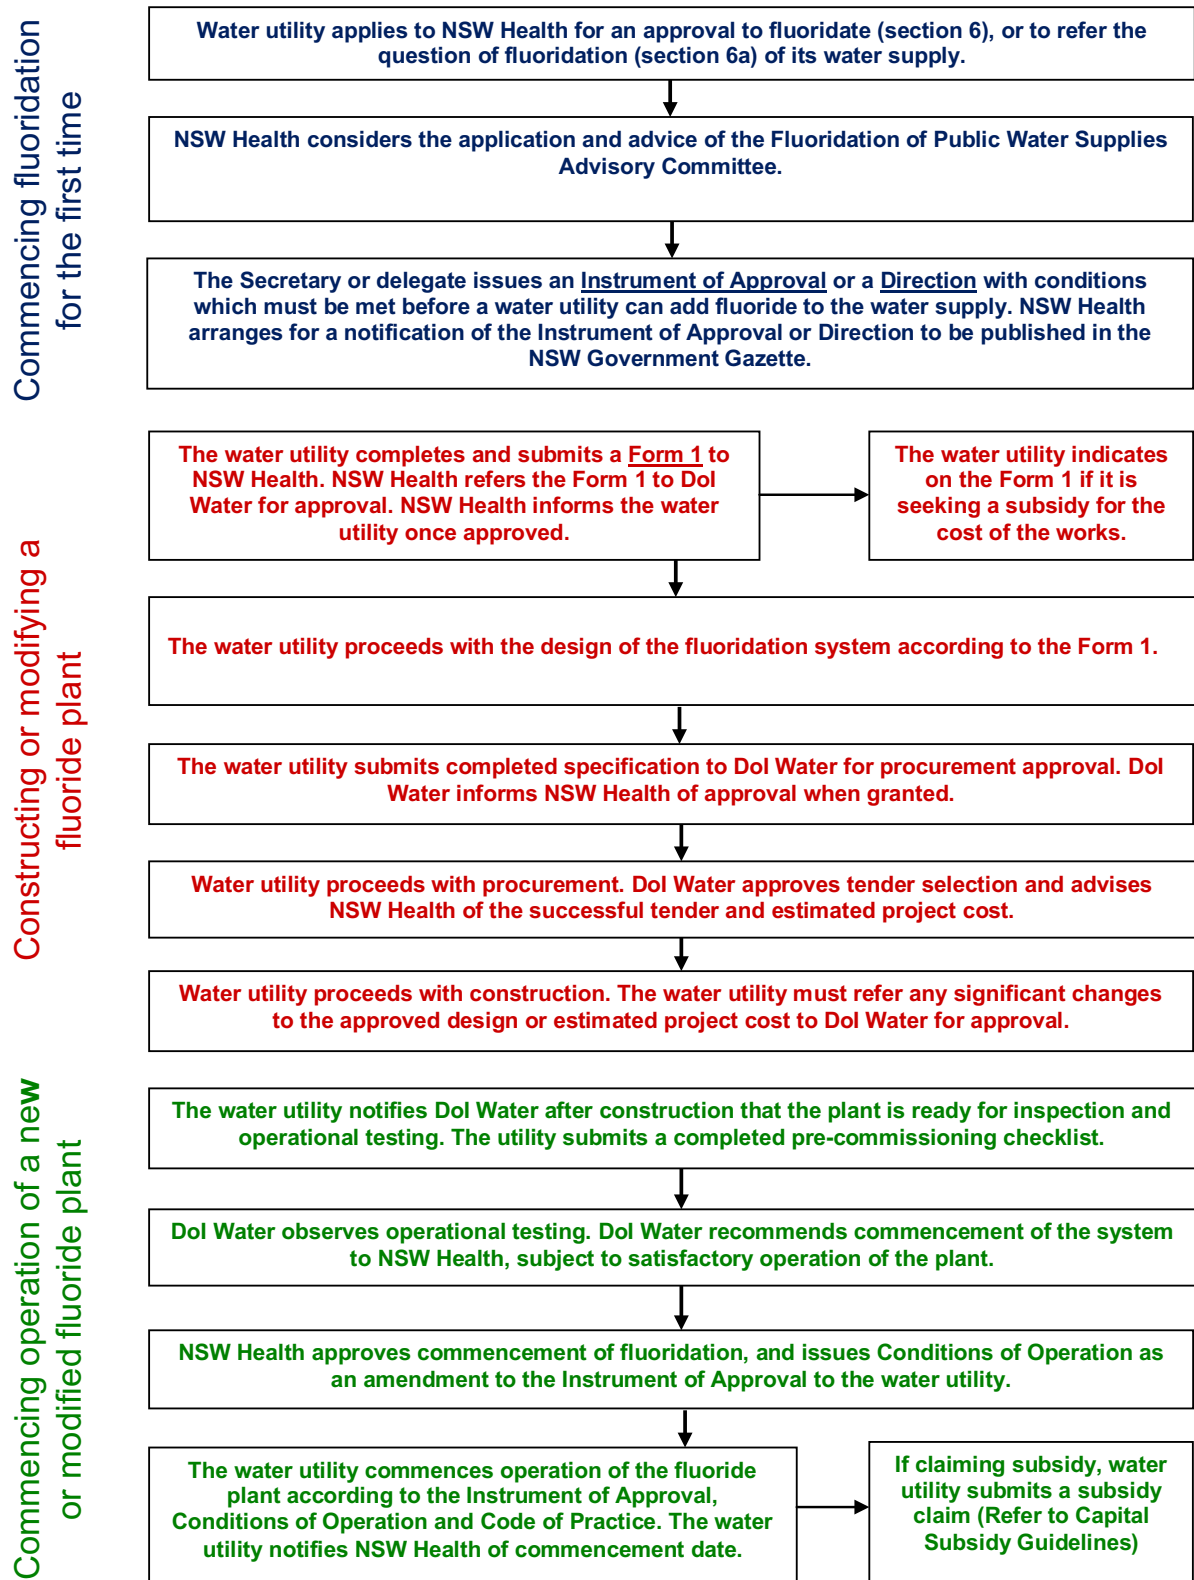 Commencing fluoridation
for the first time
Water utility applies to NSW Health for an approval to fluoridate (section 6), or to refer the
question of fluoridation (section 6a) of its water supply.
NSW Health considers the application and advice of the Fluoridation of Public Water Supplies
Advisory Committee.
The Secretary or delegate issues an Instrument of Approval or a Direction with conditions
which must be met before a water utility can add fluoride to the water supply. NSW Health
arranges for a notification of the Instrument of Approval or Direction to be published in the
NSW Government Gazette.
Constructing or modifying a
fluoride plant
The water utility completes and submits a Form 1 to
NSW Health. NSW Health refers the Form 1 to DoI
Water for approval. NSW Health informs the water
utility once approved.
The water utility indicates
on the Form 1 if it is
seeking a subsidy for the
cost of the works.
The water utility proceeds with the design of the fluoridation system according to the Form 1.
The water utility submits completed specification to DoI Water for procurement approval. DoI
Water informs NSW Health of approval when granted.
Water utility proceeds with procurement. DoI Water approves tender selection and advises
NSW Health of the successful tender and estimated project cost.
Water utility proceeds with construction. The water utility must refer any significant changes
to the approved design or estimated project cost to DoI Water for approval.
Commencing operation of a new
or modified fluoride plant
The water utility notifies DoI Water after construction that the plant is ready for inspection and
operational testing. The utility submits a completed pre-commissioning checklist.
DoI Water observes operational testing. DoI Water recommends commencement of the system
to NSW Health, subject to satisfactory operation of the plant.
NSW Health approves commencement of fluoridation, and issues Conditions of Operation as
an amendment to the Instrument of Approval to the water utility.
The water utility commences operation of the fluoride
plant according to the Instrument of Approval,
Conditions of Operation and Code of Practice. The water
utility notifies NSW Health of commencement date.
If claiming subsidy, water
utility submits a subsidy
claim (Refer to Capital
Subsidy Guidelines)